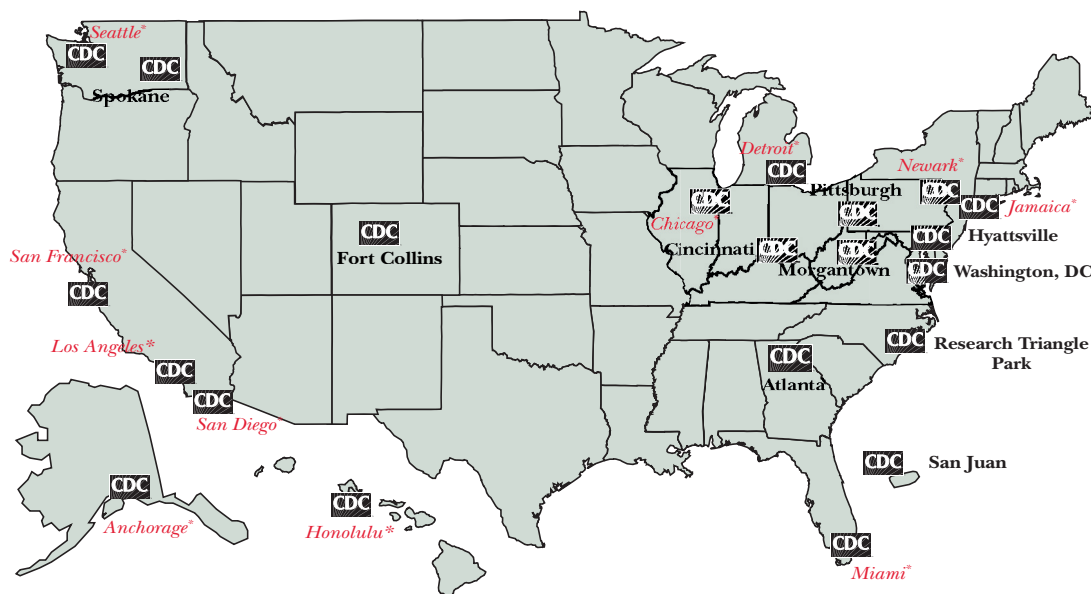 Seattle*
CDC
CDC
Spokane
Detroit*
CDC
Newark*
CDC
Pittsburgh
CDC
CDC
Jamaica*
Chicago*
CDC
CDC
Hyattsville
CDC
Fort Collins
Cincinnati
CDC
CDC
Morgantown
CDC
Washington, DC
San Francisco*
CDC
CDC
Research Triangle
Park
Los Angeles*
CDC
CDC
Atlanta
CDC
San Diego*
CDC
San Juan
CDC
Anchorage*
CDC
Honolulu*
CDC
Miami*